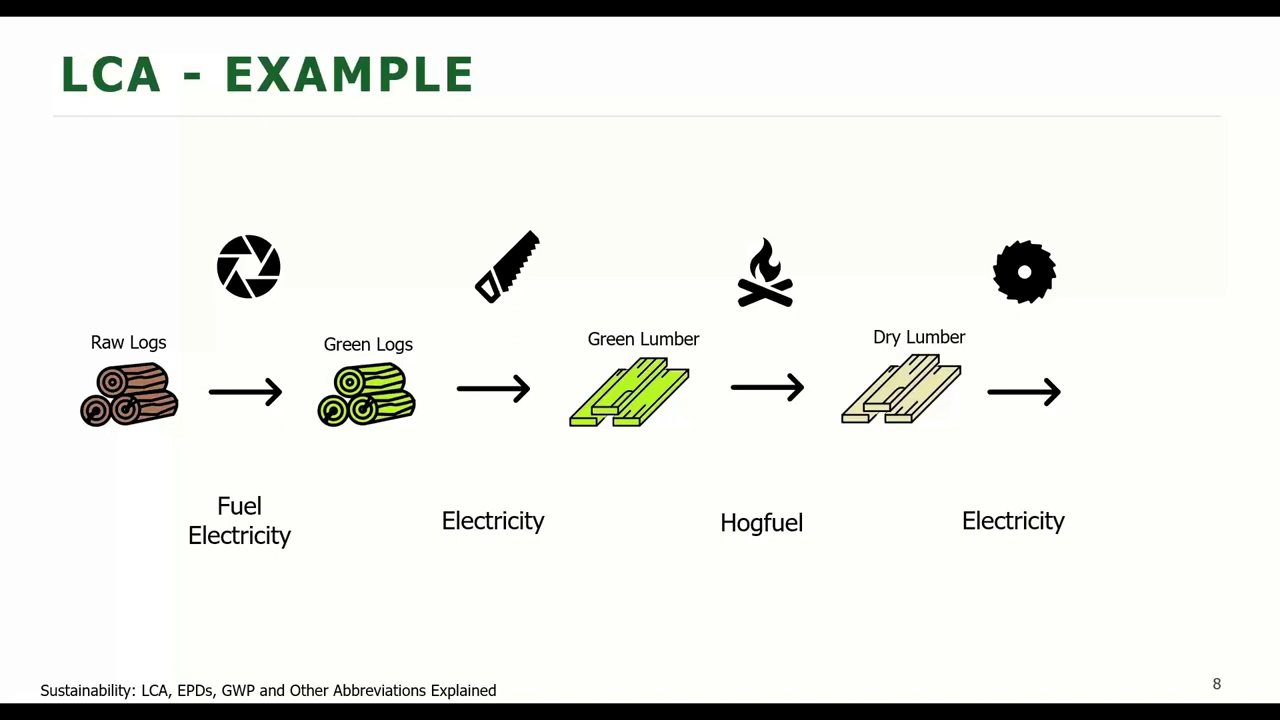 LCA - EXAMPLE
Raw Logs
Green Logs
Green Lumber
Dry Lumber
Fuel
Electricity
Electricity
Hogfuel
Electricity
Sustainability: LCA, EPDs, GWP and Other Abbreviations Explained
8